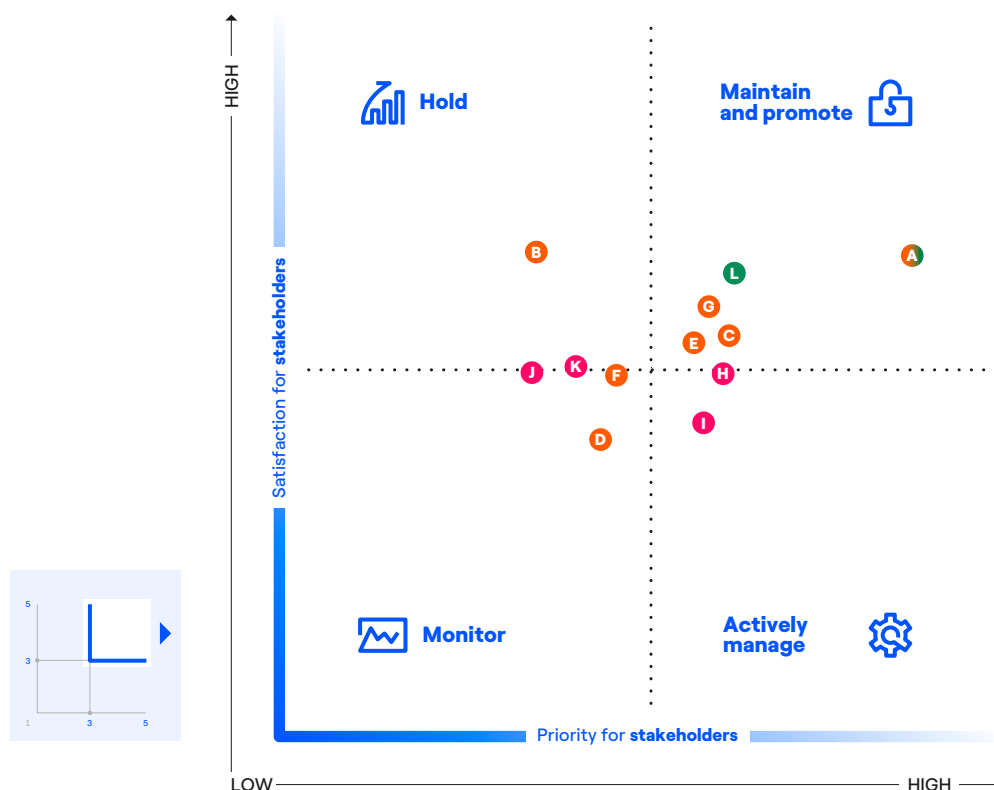 HIGH
Hold
Maintain
and promote
B
A
L
G
C
E
K
J
F
H
I
D
Satisfaction for stakeholders
Monitor
Actively
manage
5
3
1
3
5
Priority for stakeholders
LOW
HIGH